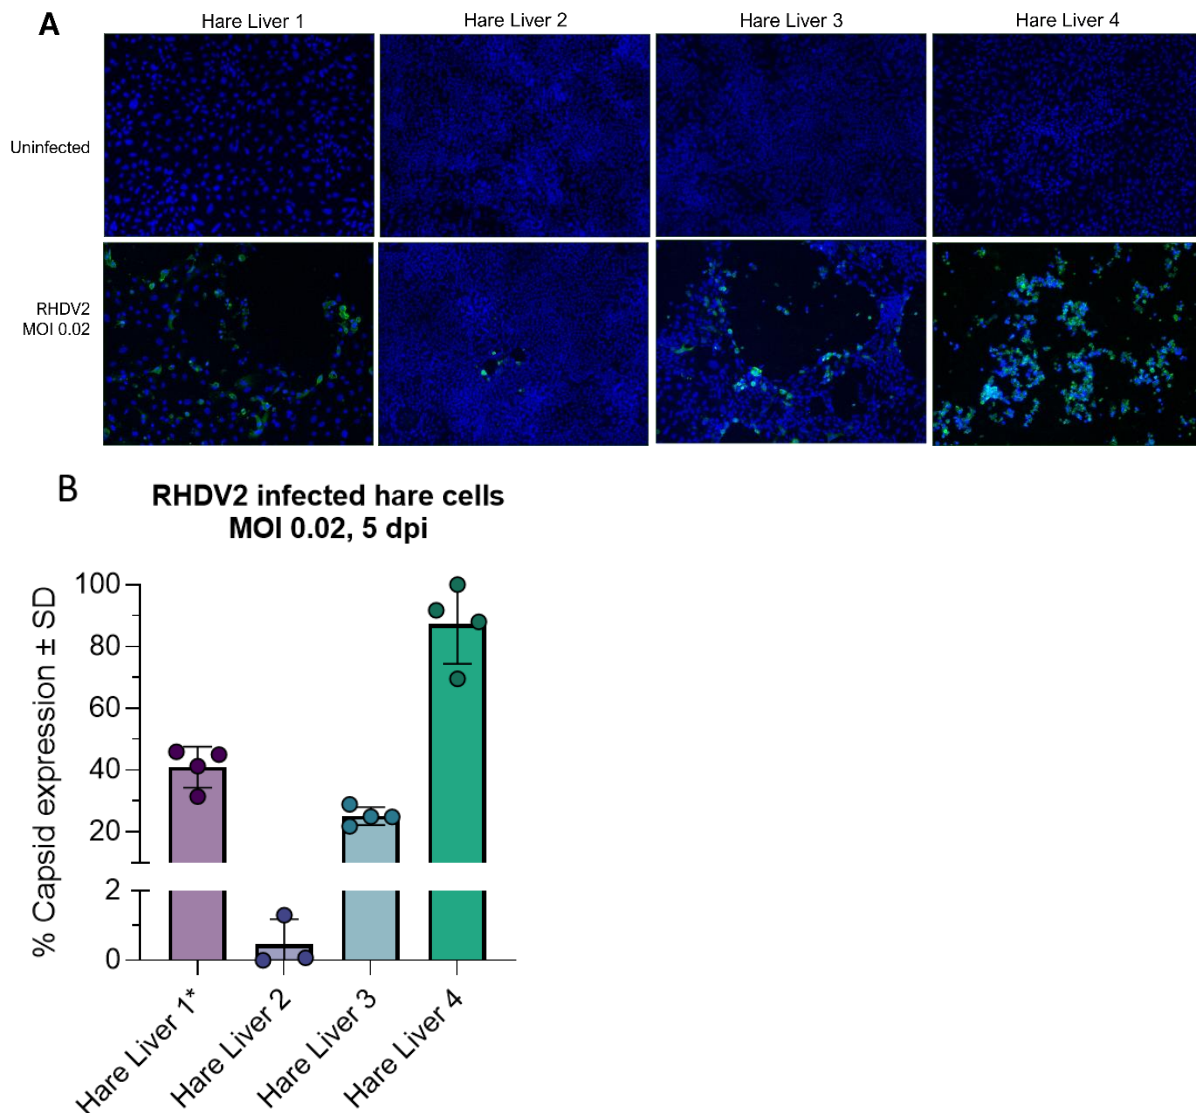 A
Hare Liver 1
Hare Liver 2
Hare Liver 3
Hare Liver 4
Uninfected
RHDV2
MOI 0.02
B
RHDV2 infected hare cells
MOI 0.02, 5 dpi
% Capsid expression ± SD
100
80
60
40
20
2
0
Hare Liver 1*
Hare Liver 2
Hare Liver 3
Hare Liver 4